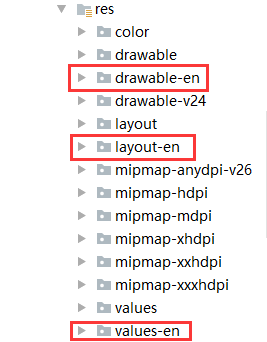 res
color
drawable
drawable-en
drawable-v24
layout
layout-en
mipmap-anydpi-v26
mipmap-hdpi
mipmap-mdpi
mipmap-xhdpi
mipmap-xxhdpi
mipmap-xxxhdpi
values
values-en